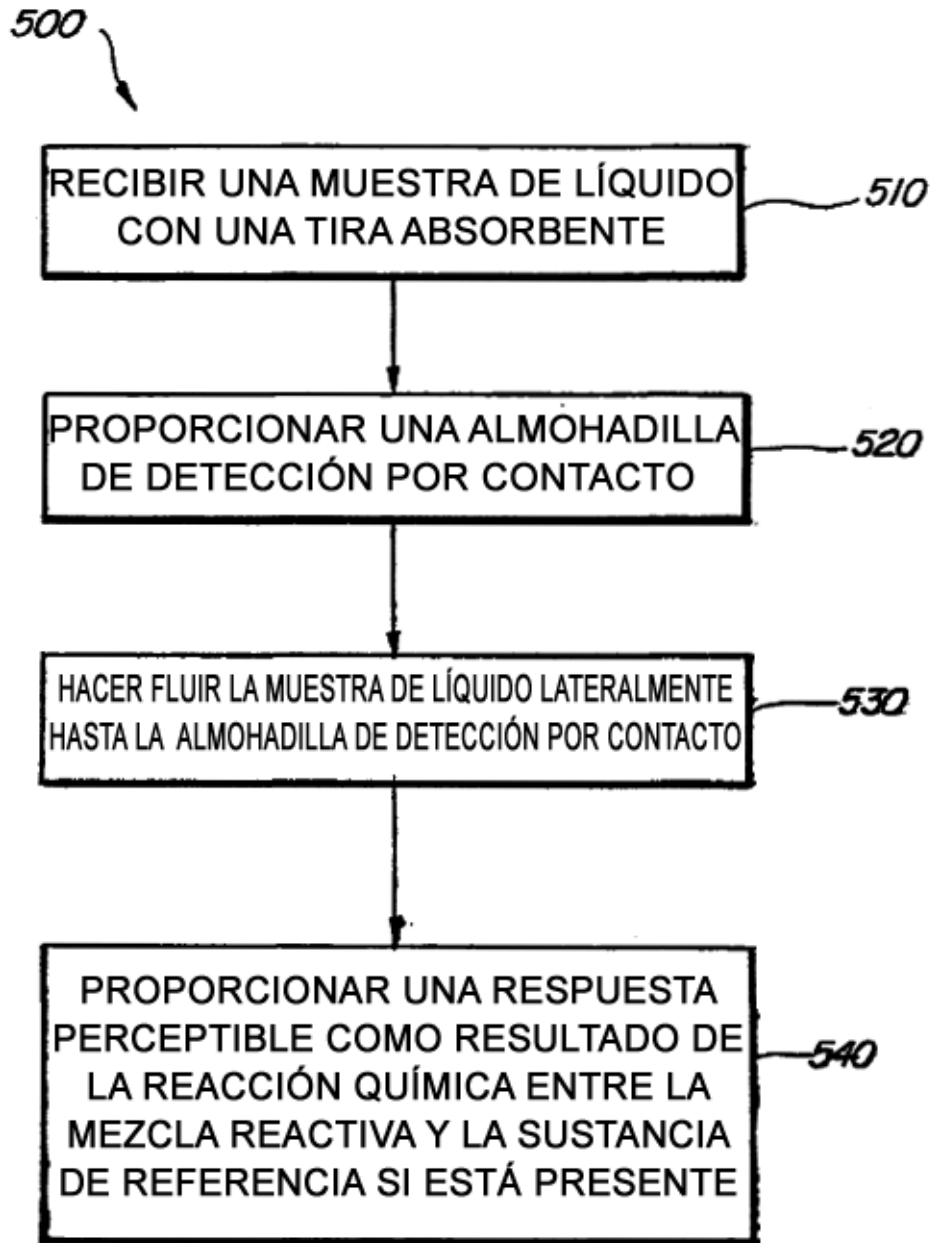 500
RECIBIR UNA MUESTRA DE LÍQUIDO
CON UNA TIRA ABSORBENTE
510
PROPORCIONAR UNA ALMOHADILLA
DE DETECCIÓN POR CONTACTO
520
HACER FLUIR LA MUESTRA DE LÍQUIDO LATERALMENTE
HASTA LA ALMOHADILLA DE DETECCIÓN POR CONTACTO
530
PROPORCIONAR UNA RESPUESTA
PERCEPTIBLE COMO RESULTADO DE
LA REACCIÓN QUÍMICA ENTRE LA
MEZCLA REACTIVA Y LA SUSTANCIA
DE REFERENCIA SI ESTÁ PRESENTE
540